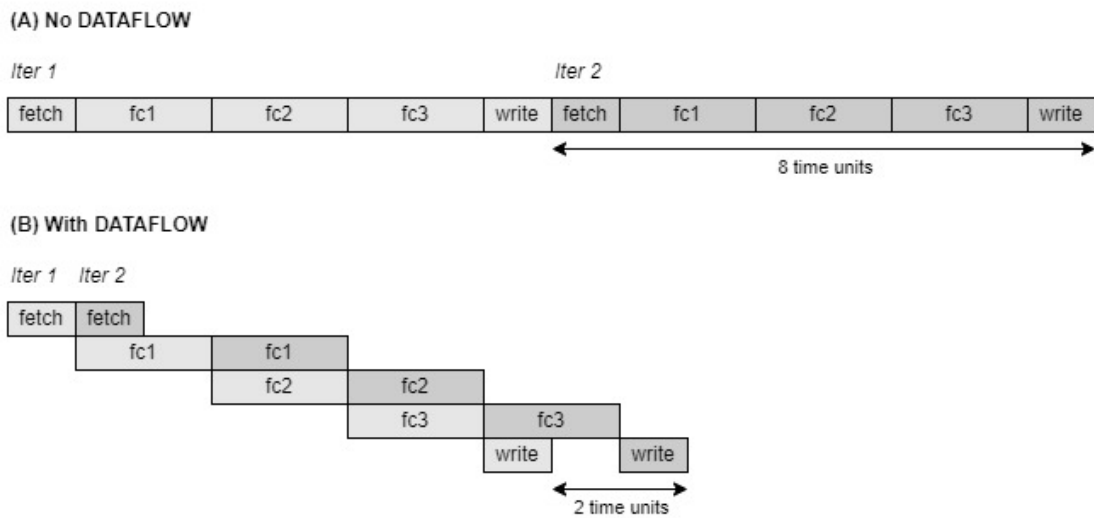 (A) No DATAFLOW
Iter 1 Iter 2
fetch fc1 fc2 fc3 write fetch fc1 fc2 fc3 write
8 time units
(B) With DATAFLOW
Iter 1 Iter 2
fetch fetch
fc1 fc1
fc2 fc2
fc3 fc3
write write
2 time units